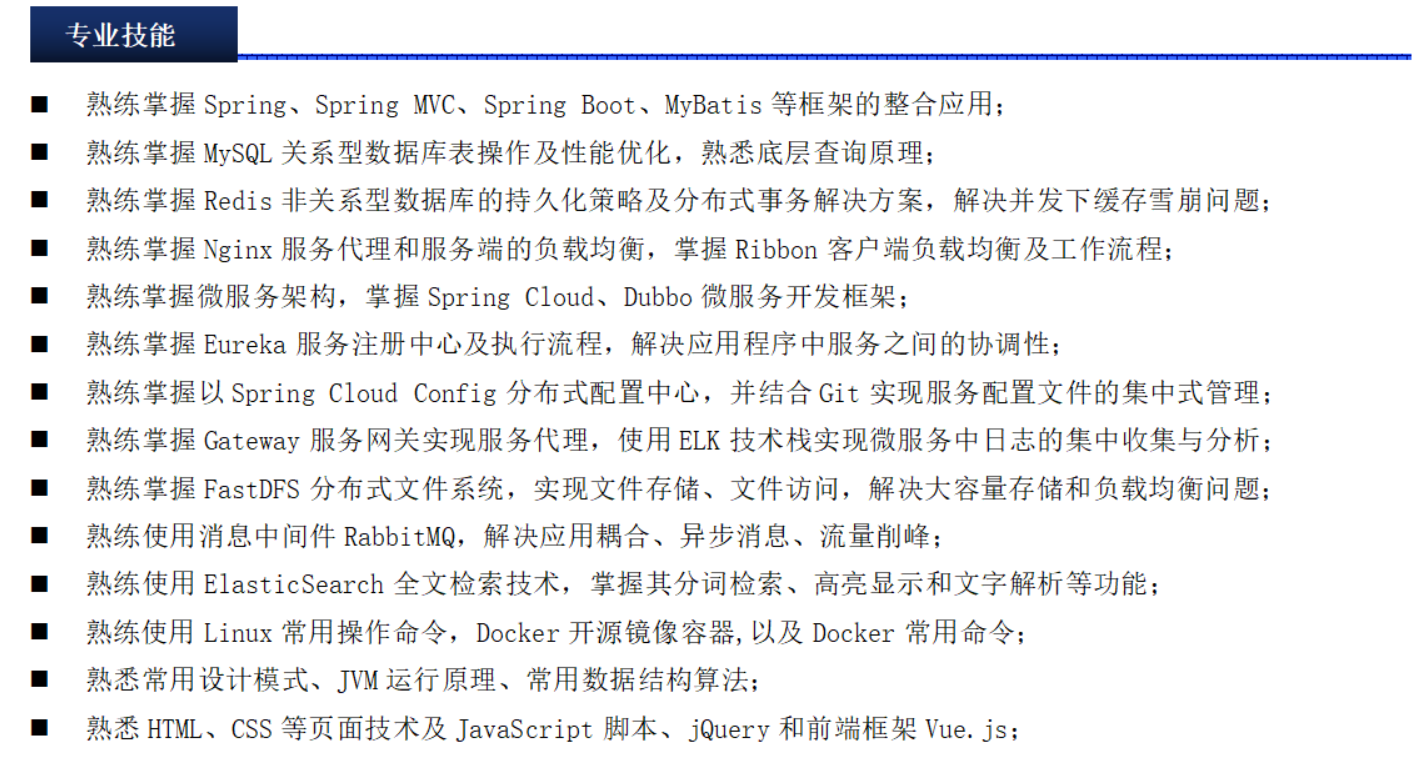 专业技能
■ 熟练掌握 Spring、Spring MVC、Spring Boot、MyBatis 等框架的整合应用；
■ 熟练掌握 MySQL 关系型数据库表操作及性能优化，熟悉底层查询原理；
■ 熟练掌握 Redis 非关系型数据库的持久化策略及分布式事务解决方案，解决并发下缓存雪崩问题；
■ 熟练掌握 Nginx 服务代理和服务端的负载均衡，掌握 Ribbon 客户端负载均衡及工作流程；
■ 熟练掌握微服务架构，掌握 Spring Cloud、Dubbo 微服务开发框架；
■ 熟练掌握 Eureka 服务注册中心及执行流程，解决应用程序中服务之间的协调性；
■ 熟练掌握以 Spring Cloud Config 分布式配置中心，并结合 Git 实现服务配置文件的集中式管理；
■ 熟练掌握 Gateway 服务网关实现服务代理，使用 ELK 技术栈实现微服务中日志的集中收集与分析；
■ 熟练掌握 FastDFS 分布式文件系统，实现文件存储、文件访问，解决大容量存储和负载均衡问题；
■ 熟练使用消息中间件 RabbitMQ，解决应用耦合、异步消息、流量削峰；
■ 熟练使用 ElasticSearch 全文检索技术，掌握其分词检索、高亮显示和文字解析等功能；
■ 熟练使用 Linux 常用操作命令，Docker 开源镜像容器,以及 Docker 常用命令；
■ 熟悉常用设计模式、JVM 运行原理、常用数据结构算法；
■ 熟悉 HTML、CSS 等页面技术及 JavaScript 脚本、jQuery 和前端框架 Vue.js；